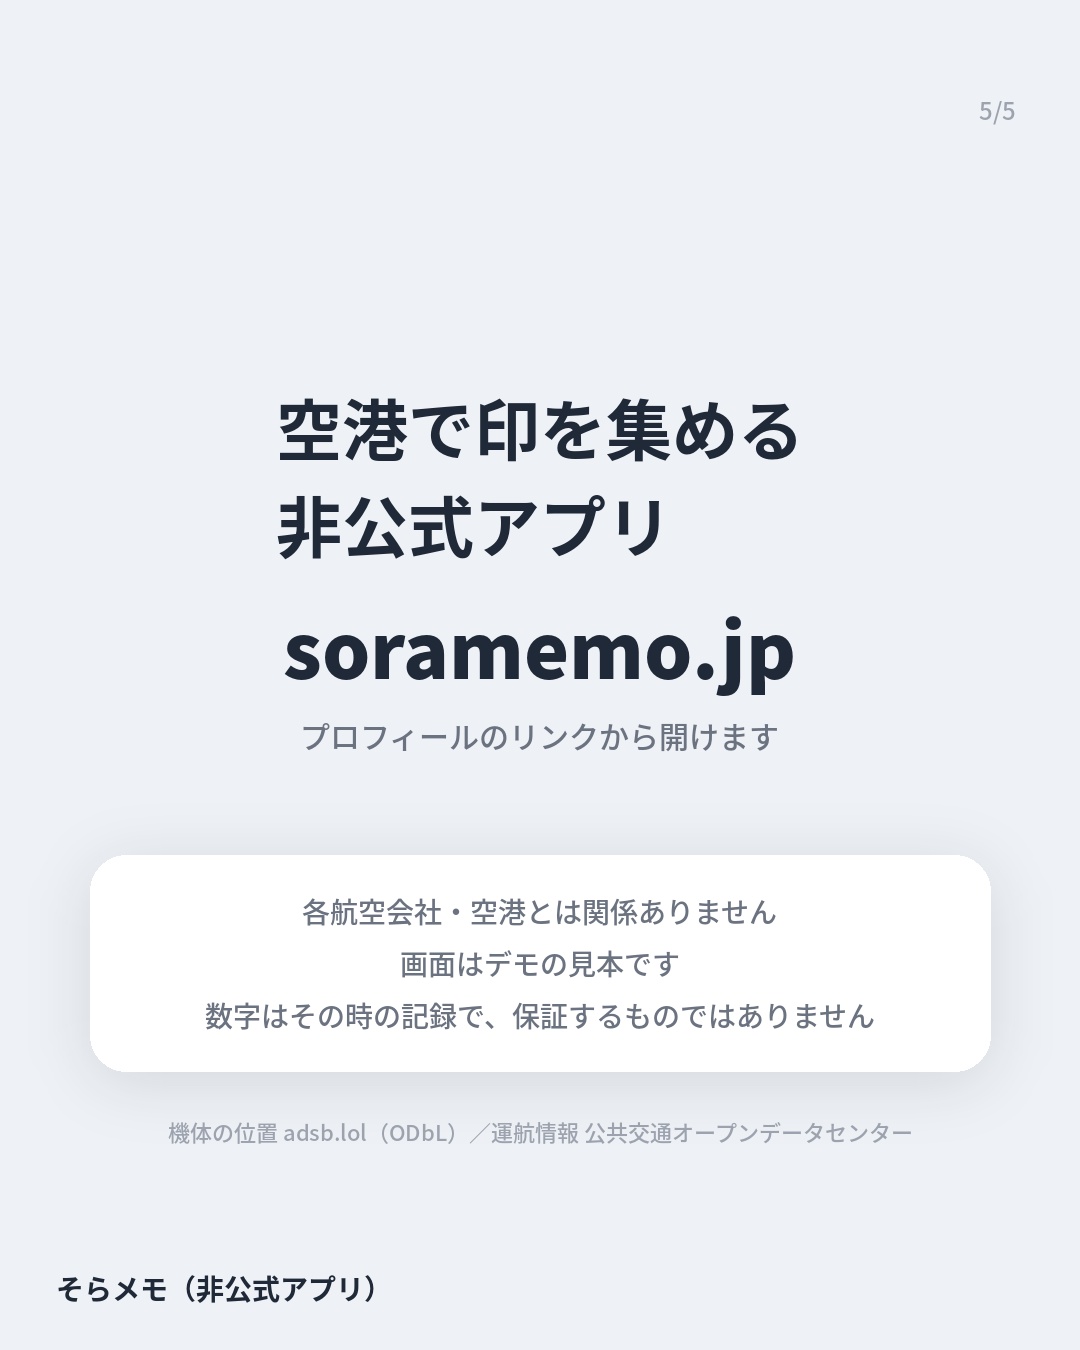 5/5
空港で印を集める
非公式アプリ
soramemo.jp
プロフィールのリンクから開けます
各航空会社・空港とは関係ありません
画面はデモの見本です
数字はその時の記録で、保証するものではありません
機体の位置 adsb.lol（ODbL）／運航情報 公共交通オープンデータセンター
そらメモ（非公式アプリ）